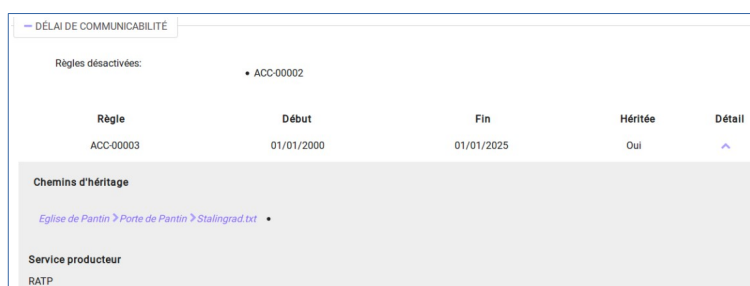 – DÉLAI DE COMMUNICABILITÉ
Règles désactivées:
• ACC-00002
Règle Début Fin Héritée Détail
ACC-00003 01/01/2000 01/01/2025 Oui
Chemins d'héritage
Eglise de Pantin > Porte de Pantin > Stalingrad.txt •
Service producteur
RATP